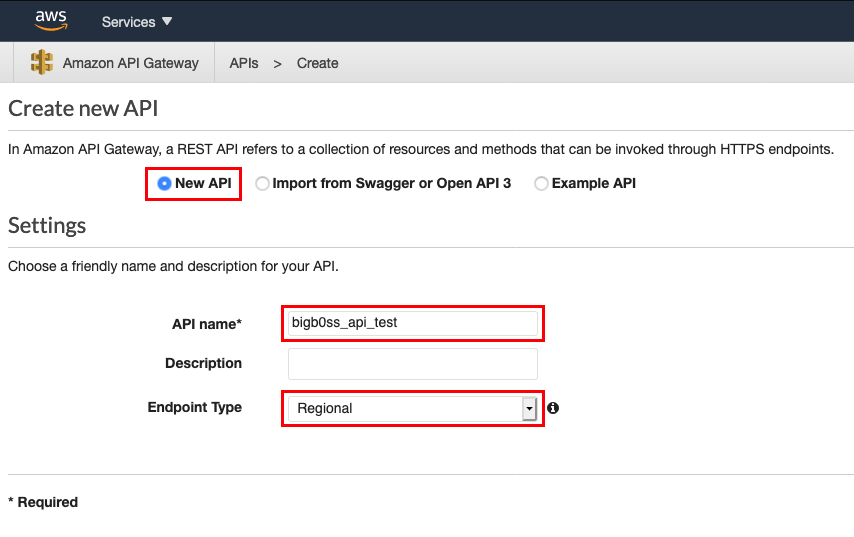 aws Services
Amazon API Gateway APIs > Create
Create new API
In Amazon API Gateway, a REST API refers to a collection of resources and methods that can be invoked through HTTPS endpoints.
New API Import from Swagger or Open API 3 Example API
Settings
Choose a friendly name and description for your API.
API name* bigb0ss_api_test
Description
Endpoint Type Regional
* Required